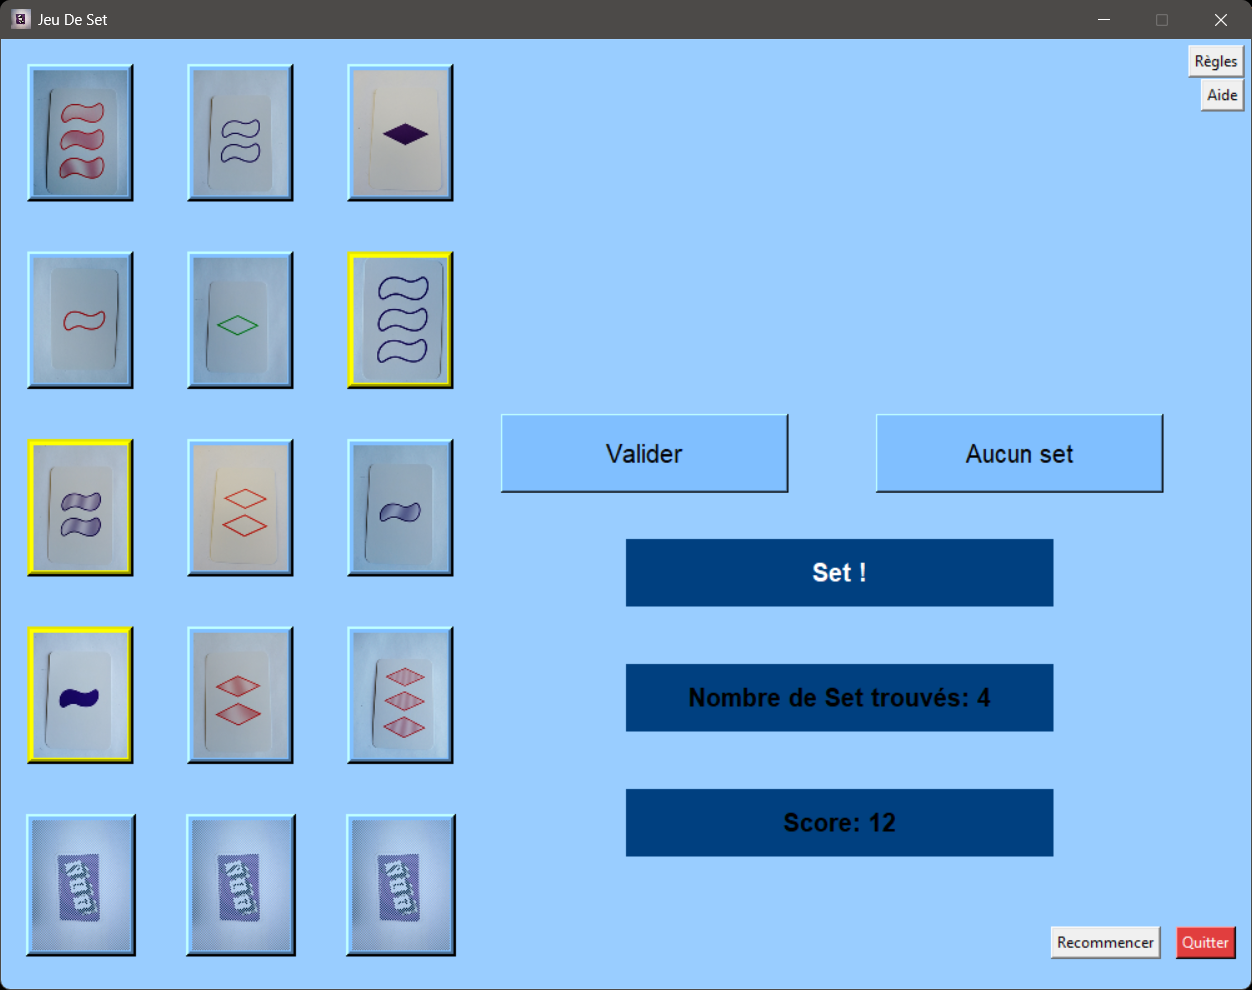 Jeu De Set
Règles
Aide
Valider
Aucun set
Set !
Nombre de Set trouvés: 4
Score: 12
Recommencer
Quitter